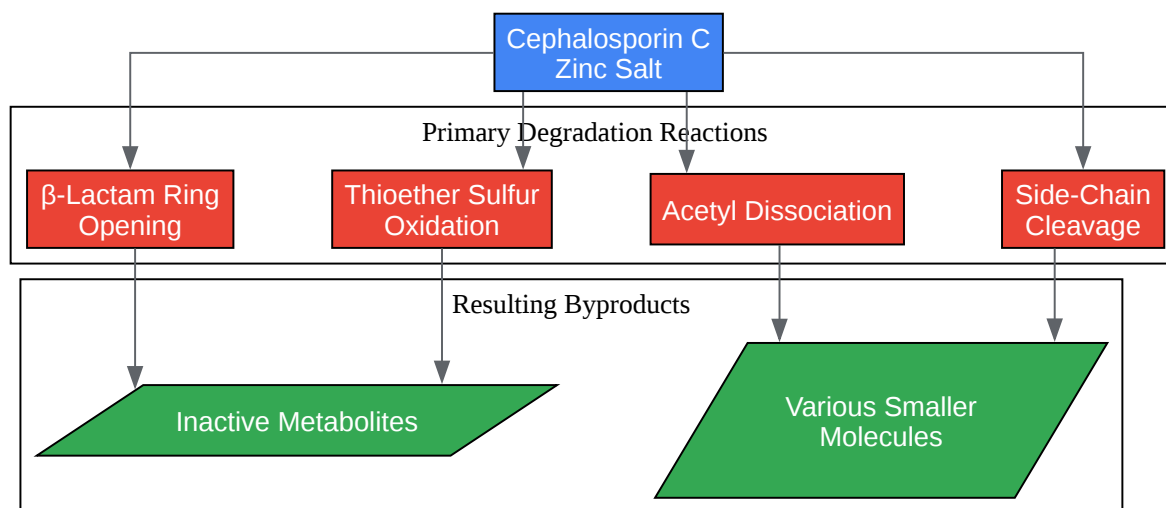 Cephalosporin C
Zinc Salt
Primary Degradation Reactions
β-Lactam Ring
Opening
Thioether Sulfur
Oxidation
Acetyl Dissociation
Side-Chain
Cleavage
Resulting Byproducts
Inactive Metabolites
Various Smaller
Molecules